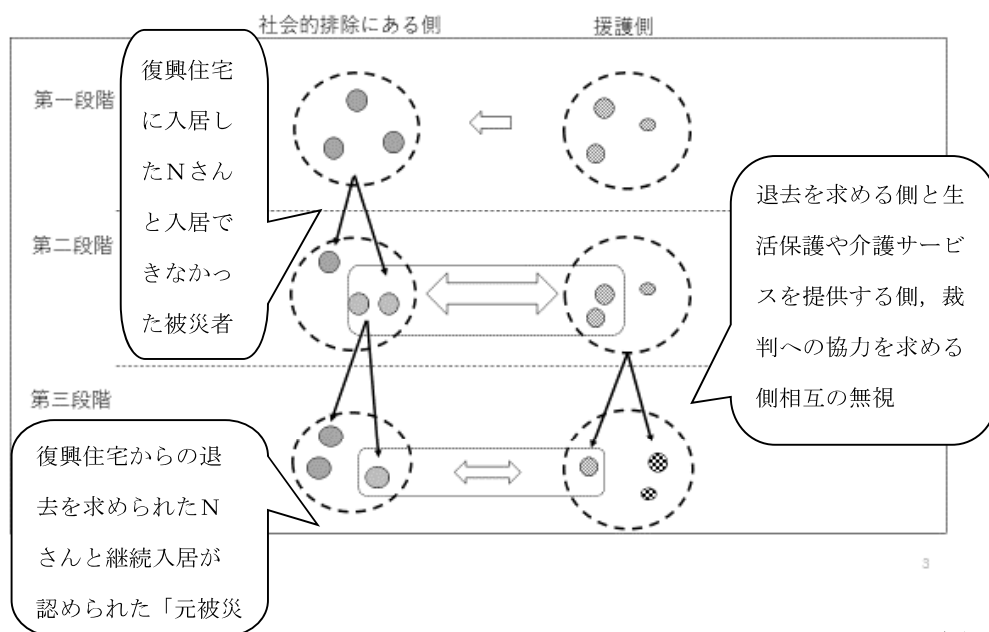 社会的排除にある側
援護側
第一段階
復興住宅
に入居し
たＮさん
と入居で
きなかっ
た被災者
第二段階
退去を求める側と生
活保護や介護サービ
スを提供する側，裁
判への協力を求める
側相互の無視
第三段階
復興住宅からの退
去を求められたＮ
さんと継続入居が
認められた「元被災
3